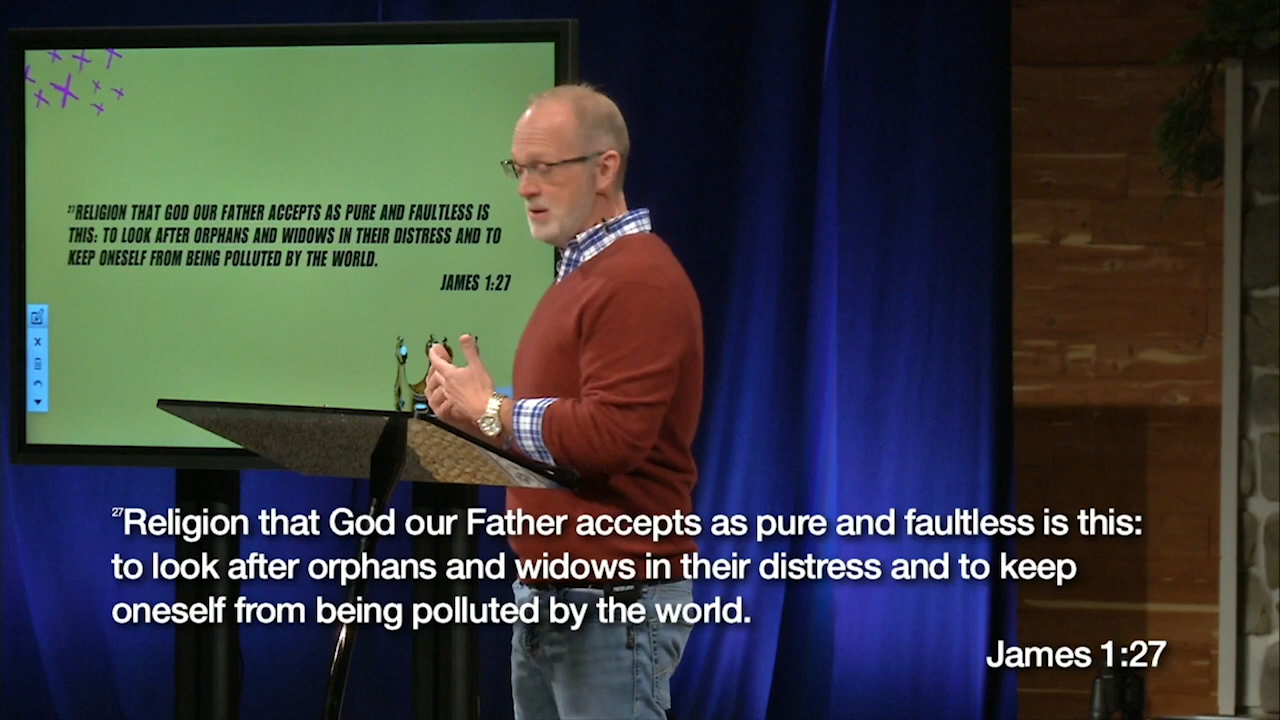 ²⁷RELIGION THAT GOD OUR FATHER ACCEPTS AS PURE AND FAULTLESS IS
THIS: TO LOOK AFTER ORPHANS AND WIDOWS IN THEIR DISTRESS AND TO
KEEP ONESELF FROM BEING POLLUTED BY THE WORLD.
JAMES 1:27
²⁷Religion that God our Father accepts as pure and faultless is this:
to look after orphans and widows in their distress and to keep
oneself from being polluted by the world.
James 1:27